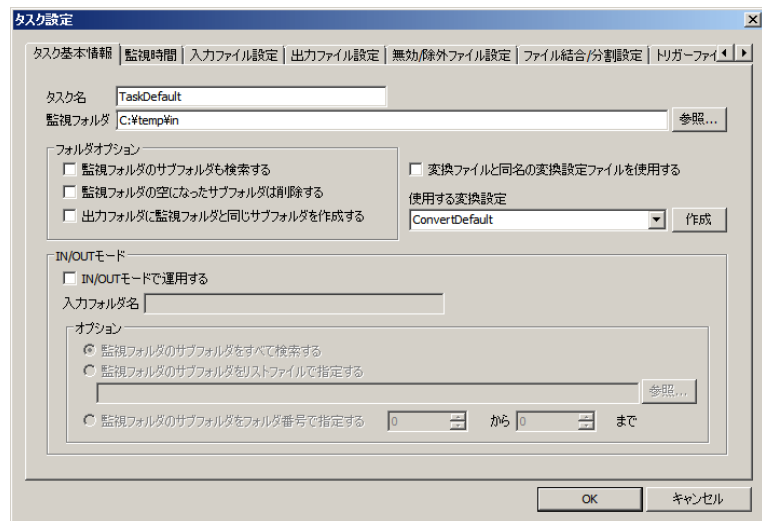 タスク設定
タスク基本情報 監視時間 入力ファイル設定 出力ファイル設定 無効/除外ファイル設定 ファイル結合/分割設定 トリガーファイ
タスク名 TaskDefault
監視フォルダ C:¥temp¥in 参照...
フォルダオプション
監視フォルダのサブフォルダも検索する
監視フォルダの空になったサブフォルダは削除する
出力フォルダに監視フォルダと同じサブフォルダを作成する
変換ファイルと同名の変換設定ファイルを使用する
使用する変換設定
ConvertDefault 作成
IN/OUTモード
IN/OUTモードで運用する
入力フォルダ名
オプション
監視フォルダのサブフォルダをすべて検索する
監視フォルダのサブフォルダをリストファイルで指定する
参照...
監視フォルダのサブフォルダをフォルダ番号で指定する 0 から 0 まで
OK キャンセル